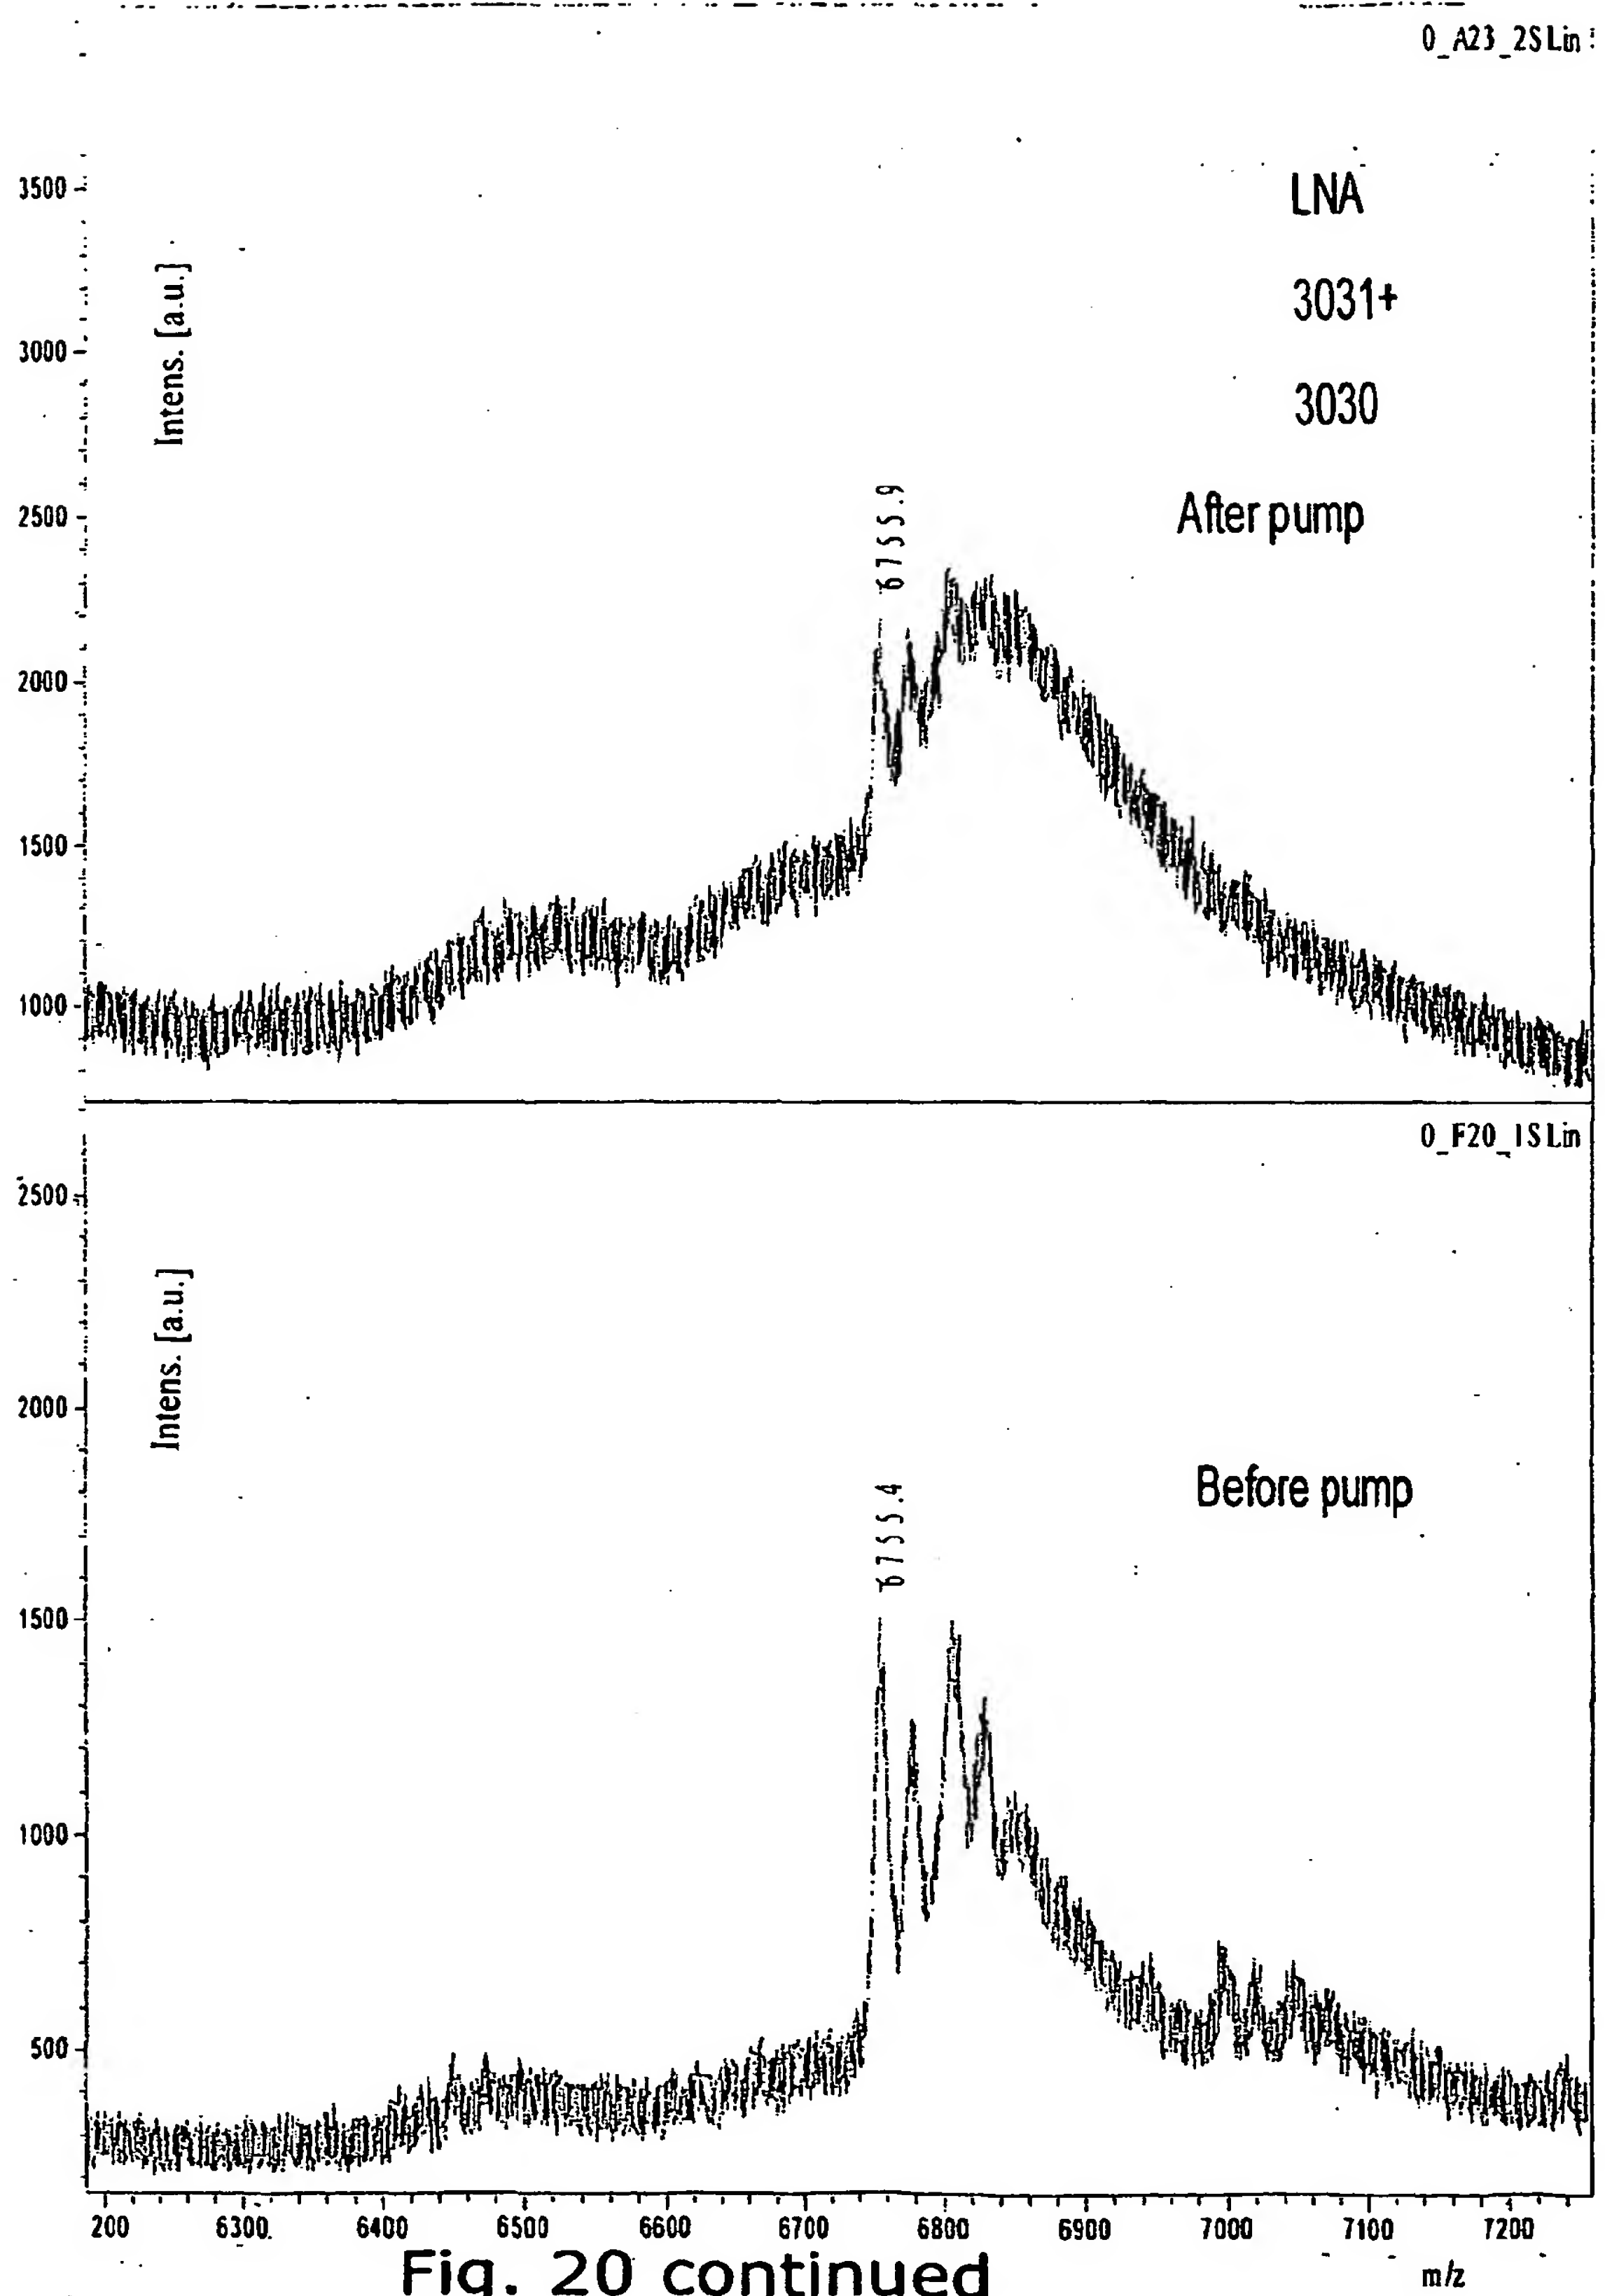 0_A23_2SLin
3500
LNA
3031+
Intens. [a.u.]
3000
3030
6755.9
2500
After pump
2000
1500
1000
0_F20_1SLin
2500
Intens. [a.u.]
2000
6755.4
Before pump
1500
1000
500
200 6300 6400 6500 6600 6700 6800 6900 7000 7100 7200
Fig. 20 continued
m/z